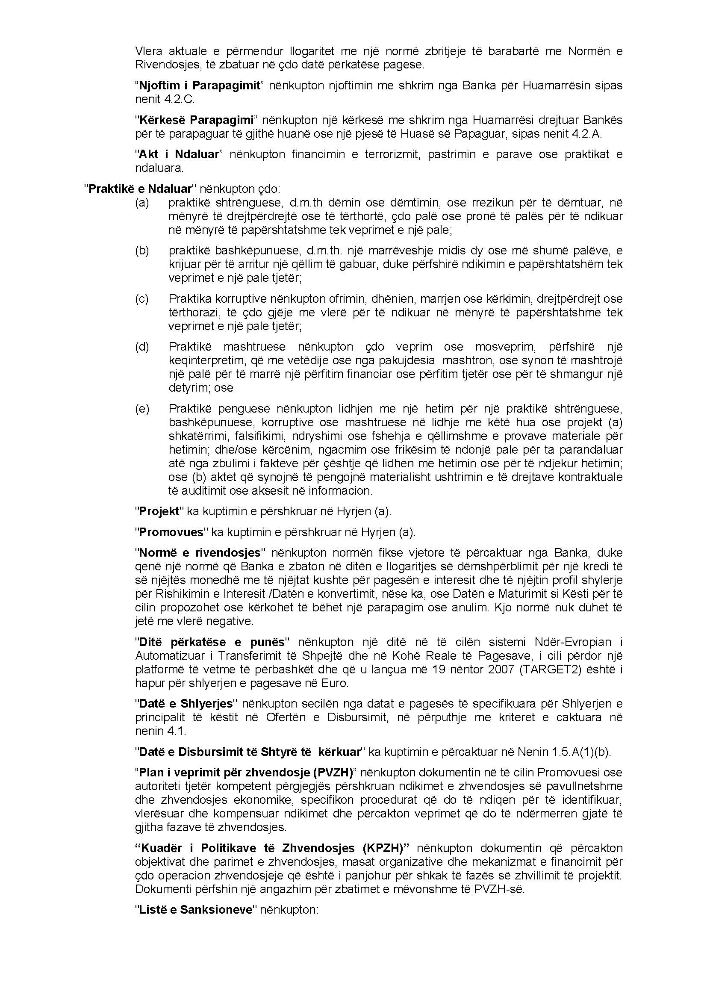 Vlera aktuale e përmendur llogaritet me një normë zbritjeje të barabartë me Normën e
Rivendosjes, të zbatuar në çdo datë përkatëse pagese.
“Njoftim i Parapagimit” nënkupton njoftimin me shkrim nga Banka për Huamarrësin sipas
nenit 4.2.C.
"Kërkesë Parapagimi” nënkupton një kërkesë me shkrim nga Huamarrësi drejtuar Bankës
për të parapaguar të gjithë huanë ose një pjesë të Huasë së Papaguar, sipas nenit 4.2.A.
"Akt i Ndaluar” nënkupton financimin e terrorizmit, pastrimin e parave ose praktikat e
ndaluara.
"Praktikë e Ndaluar" nënkupton çdo:
(a) praktikë shtrënguese, d.m.th dëmin ose dëmtimin, ose rrezikun për të dëmtuar, në
mënyrë të drejtpërdrejtë ose të tërthortë, çdo palë ose pronë të palës për të ndikuar
në mënyrë të papërshtatshme tek veprimet e një pale;
(b) praktikë bashkëpunuese, d.m.th. një marrëveshje midis dy ose më shumë palëve, e
krijuar për të arritur një qëllim të gabuar, duke përfshirë ndikimin e papërshtatshëm tek
veprimet e një pale tjetër;
(c) Praktika korruptive nënkupton ofrimin, dhënien, marrjen ose kërkimin, drejtpërdrejt ose
tërthorazi, të çdo gjëje me vlerë për të ndikuar në mënyrë të papërshtatshme tek
veprimet e një pale tjetër;
(d) Praktikë mashtruese nënkupton çdo veprim ose mosveprim, përfshirë një
keqinterpretim, që me vetëdije ose nga pakujdesia mashtron, ose synon të mashtrojë
një palë për të marrë një përfitim financiar ose përfitim tjetër ose për të shmangur një
detyrim; ose
(e) Praktikë penguese nënkupton lidhjen me një hetim për një praktikë shtrënguese,
bashkëpunuese, korruptive ose mashtruese në lidhje me këtë hua ose projekt (a)
shkatërrimi, falsifikimi, ndryshimi ose fshehja e qëllimshme e provave materiale për
hetimin; dhe/ose kërcënim, ngacmim ose frikësim të ndonjë pale për ta parandaluar
atë nga zbulimi i fakteve për çështje që lidhen me hetimin ose për të ndjekur hetimin;
ose (b) aktet që synojnë të pengojnë materialisht ushtrimin e të drejtave kontraktuale
të auditimit ose aksesit në informacion.
"Projekt" ka kuptimin e përshkruar në Hyrjen (a).
"Promovues" ka kuptimin e përshkruar në Hyrjen (a).
"Normë e rivendosjes" nënkupton normën fikse vjetore të përcaktuar nga Banka, duke
qenë një normë që Banka e zbaton në ditën e llogaritjes së dëmshpërblimit për një kredi të
së njëjtës monedhë me të njëjtat kushte për pagesën e interesit dhe të njëjtin profil shylerje
për Rishikimin e Interesit /Datën e konvertimit, nëse ka, ose Datën e Maturimit si Kësti për të
cilin propozohet ose kërkohet të bëhet një parapagim ose anulim. Kjo normë nuk duhet të
jetë me vlerë negative.
"Ditë përkatëse e punës" nënkupton një ditë në të cilën sistemi Ndër-Evropian i
Automatizuar i Transferimit të Shpejtë dhe në Kohë Reale të Pagesave, i cili përdor një
platformë të vetme të përbashkët dhe që u lançua më 19 nëntor 2007 (TARGET2) është i
hapur për shlyerjen e pagesave në Euro.
"Datë e Shlyerjes" nënkupton secilën nga datat e pagesës të specifikuara për Shlyerjen e
principalit të këstit në Ofertën e Disbursimit, në përputhje me kriteret e caktuara në
nenin 4.1.
"Datë e Disbursimit të Shtyrë të kërkuar" ka kuptimin e përcaktuar në Nenin 1.5.A(1)(b).
“Plan i veprimit për zhvendosje (PVZH)” nënkupton dokumentin në të cilin Promovuesi ose
autoriteti tjetër kompetent përgjegjës përshkruan ndikimet e zhvendosjes së pavullnetshme
dhe zhvendosjes ekonomike, specifikon procedurat që do të ndiqen për të identifikuar,
vlerësuar dhe kompensuar ndikimet dhe përcakton veprimet që do të ndërmerren gjatë të
gjitha fazave të zhvendosjes.
“Kuadër i Politikave të Zhvendosjes (KPZH)” nënkupton dokumentin që përcakton
objektivat dhe parimet e zhvendosjes, masat organizative dhe mekanizmat e financimit për
çdo operacion zhvendosjeje që është i panjohur për shkak të fazës së zhvillimit të projektit.
Dokumenti përfshin një angazhim për zbatimet e mëvonshme të PVZH-së.
"Listë e Sanksioneve" nënkupton: